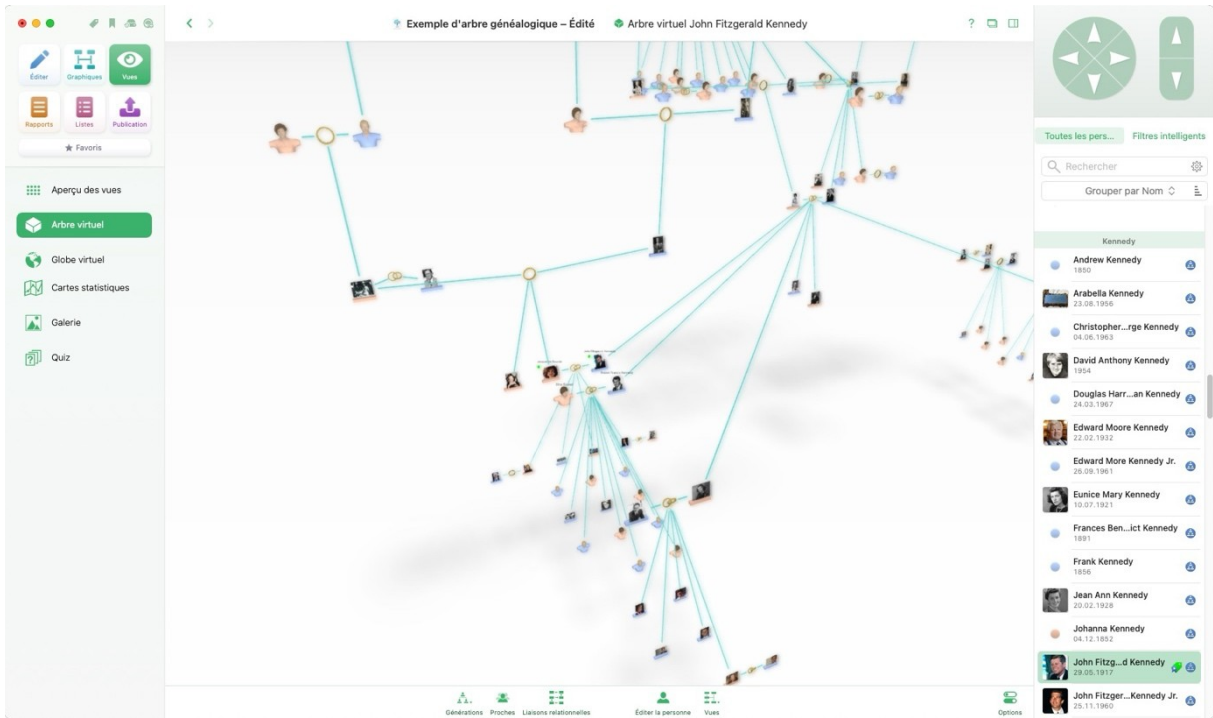 Exemple d'arbre généalogique – Édité
Arbre virtuel John Fitzgerald Kennedy
?
Éditer
Graphiques
Vues
Rapports
Listes
Publication
★ Favoris
Aperçu des vues
Arbre virtuel
Globe virtuel
Cartes statistiques
Galerie
Quiz
Générations
Proches
Liaisons relationnelles
Éditer la personne
Vues
Options
Toutes les pers...
Filtres intelligents
Rechercher
Grouper par Nom
Kennedy
Andrew Kennedy
1850
Arabella Kennedy
23.08.1956
Christopher...rge Kennedy
04.06.1963
David Anthony Kennedy
1954
Douglas Harr...an Kennedy
24.03.1967
Edward Moore Kennedy
22.02.1932
Edward More Kennedy Jr.
26.09.1961
Eunice Mary Kennedy
10.07.1921
Frances Ben...ict Kennedy
1891
Frank Kennedy
1856
Jean Ann Kennedy
20.02.1928
Johanna Kennedy
04.12.1852
John Fitzg...d Kennedy
29.05.1917
John Fitzger...Kennedy Jr.
25.11.1960